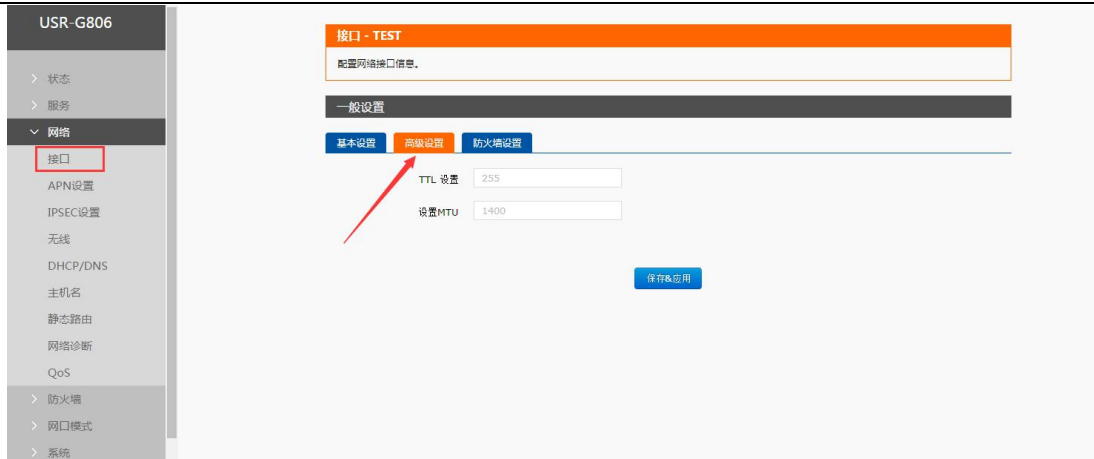 USR-G806
状态
服务
网络
接口
APN设置
IPSEC设置
无线
DHCP/DNS
主机名
静态路由
网络诊断
QoS
防火墙
网口模式
系统
接口 - TEST
配置网络接口信息。
一般设置
基本设置 高级设置 防火墙设置
TTL 设置 255
设置MTU 1400
保存&应用